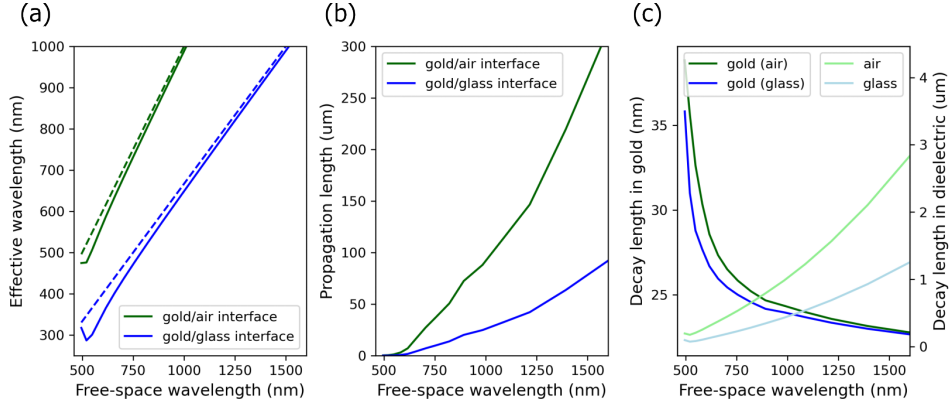 (a)
(b)
(c)
Effective wavelength (nm)
1000
900
800
700
600
500
400
300
gold/air interface
gold/glass interface
500 750 1000 1250 1500
Free-space wavelength (nm)
Propagation length (um)
300
250
200
150
100
50
0
gold/air interface
gold/glass interface
500 750 1000 1250 1500
Free-space wavelength (nm)
Decay length in gold (nm)
35
30
25
gold (air)
gold (glass)
air
glass
4
3
2
1
0
Decay length in dieelectric (um)
500 750 1000 1250 1500
Free-space wavelength (nm)